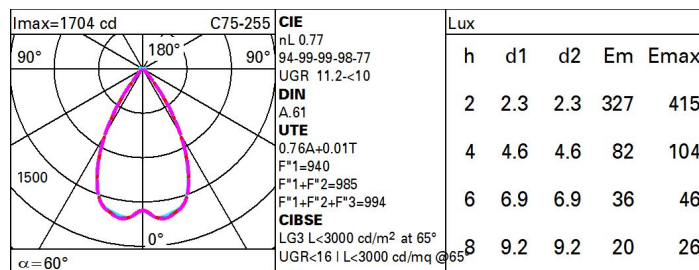 Imax=1704 cd C75-255
90° 180° 90°
1500
0°
α=60°
CIE
nL 0.77
94-99-99-98-77
UGR 11.2-<10
DIN
A.61
UTE
0.76A+0.01T
F"1=940
F"1+F"2=985
F"1+F"2+F"3=994
CIBSE
LG3 L<3000 cd/m² at 65°
UGR<16 | L<3000 cd/mq @65°
Lux
h d1 d2 Em Emax
2 2.3 2.3 327 415
4 4.6 4.6 82 104
6 6.9 6.9 36 46
8 9.2 9.2 20 26